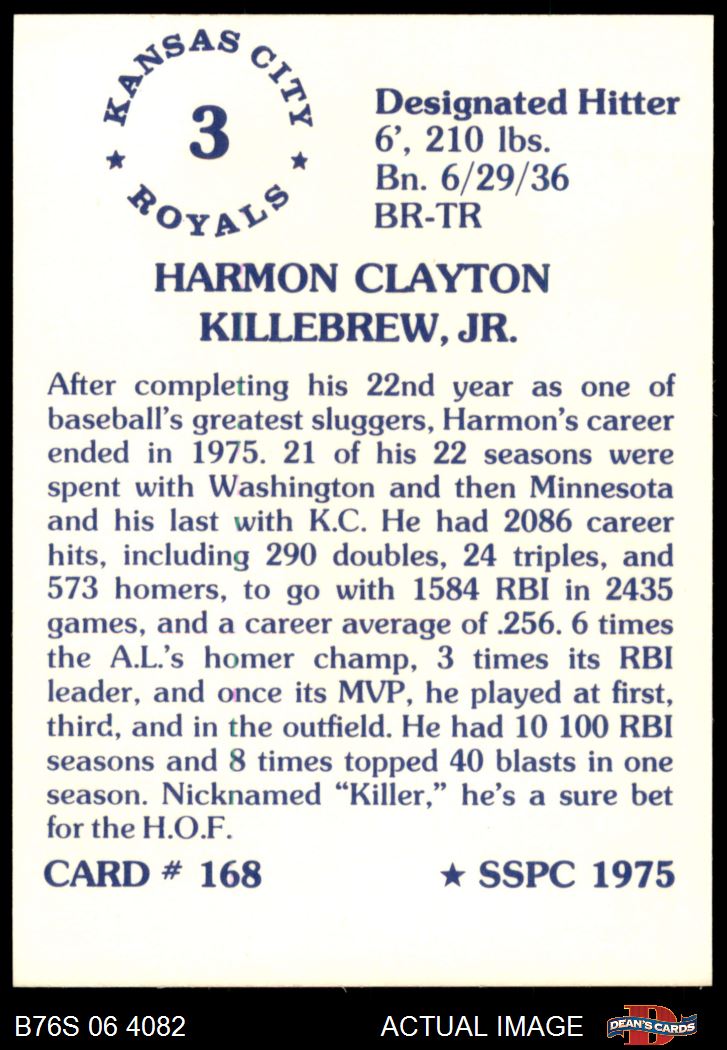 KANSAS CITY
3
ROYALS
Designated Hitter
6', 210 lbs.
Bn. 6/29/36
BR-TR
HARMON CLAYTON
KILLEBREW, JR.
After completing his 22nd year as one of
baseball's greatest sluggers, Harmon's career
ended in 1975. 21 of his 22 seasons were
spent with Washington and then Minnesota
and his last with K.C. He had 2086 career
hits, including 290 doubles, 24 triples, and
573 homers, to go with 1584 RBI in 2435
games, and a career average of .256. 6 times
the A.L.'s homer champ, 3 times its RBI
leader, and once its MVP, he played at first,
third, and in the outfield. He had 10 100 RBI
seasons and 8 times topped 40 blasts in one
season. Nicknamed “Killer,” he's a sure bet
for the H.O.F.
CARD # 168 ★ SSPC 1975
B76S 06 4082 ACTUAL IMAGE D DEAN'S CARDS